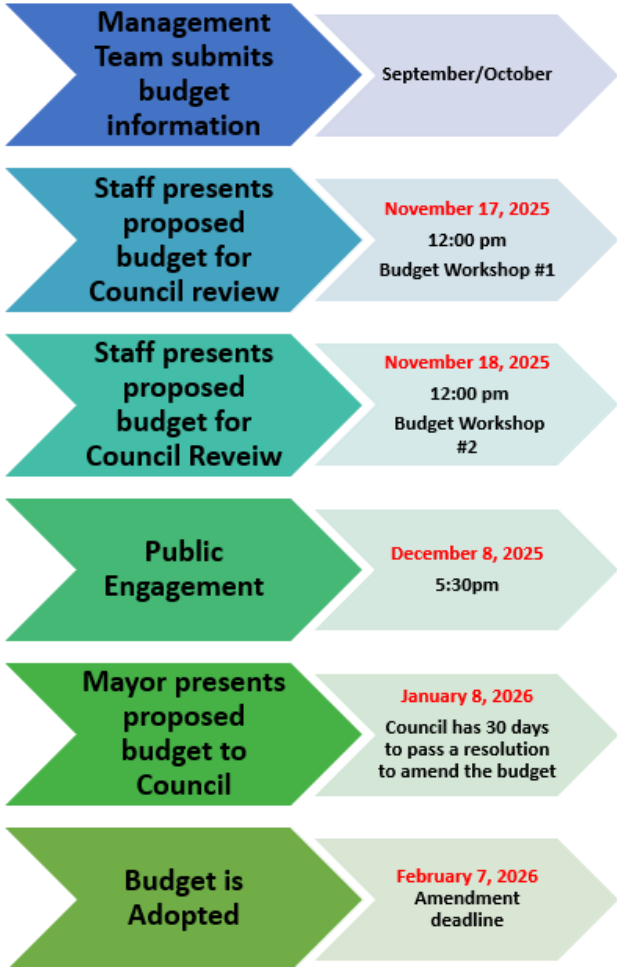 Management
Team submits
budget
information
September/October
Staff presents
proposed
budget for
Council review
November 17, 2025
12:00 pm
Budget Workshop #1
Staff presents
proposed
budget for
Council Reveiw
November 18, 2025
12:00 pm
Budget Workshop
#2
Public
Engagement
December 8, 2025
5:30pm
Mayor presents
proposed
budget to
Council
January 8, 2026
Council has 30 days
to pass a resolution
to amend the budget
Budget is
Adopted
February 7, 2026
Amendment
deadline